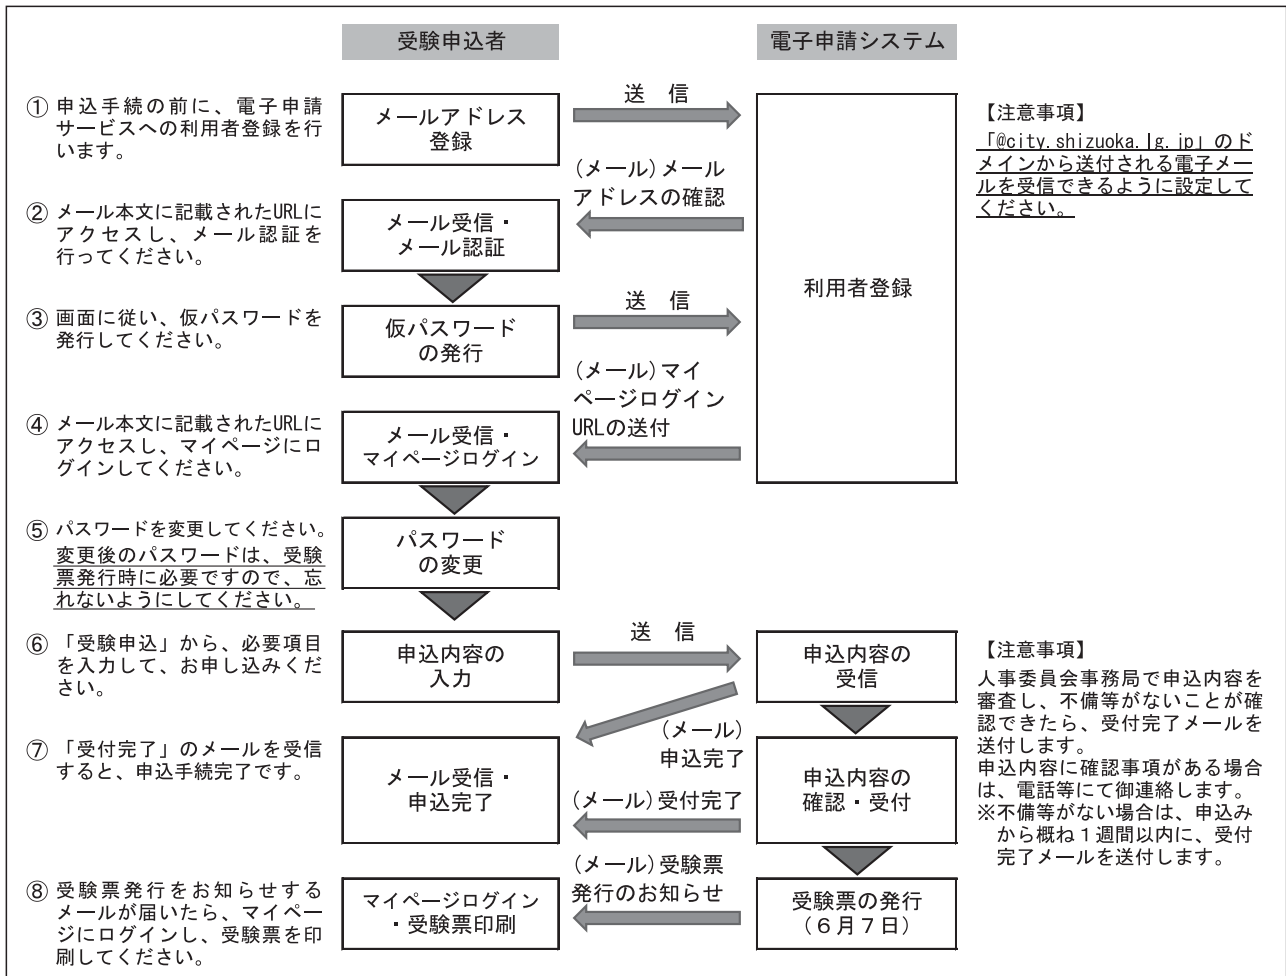 受験申込者
電子申請システム
① 申込手続の前に、電子申請
サービスへの利用者登録を行
います。
メールアドレス
登録
送　信
【注意事項】
「@city.shizuoka.lg.jp」のド
メインから送付される電子メー
ルを受信できるように設定して
ください。
(メール)メール
アドレスの確認
② メール本文に記載されたURLに
アクセスし、メール認証を
行ってください。
メール受信・
メール認証
利用者登録
③ 画面に従い、仮パスワードを
発行してください。
仮パスワード
の発行
送　信
(メール)マイ
ページログイン
URLの送付
④ メール本文に記載されたURLに
アクセスし、マイページにロ
グインしてください。
メール受信・
マイページログイン
⑤ パスワードを変更してください。
変更後のパスワードは、受験
票発行時に必要ですので、忘
れないようにしてください。
パスワード
の変更
⑥ 「受験申込」から、必要項目
を入力して、お申し込みくだ
さい。
申込内容の
入力
送　信
申込内容の
受信
【注意事項】
人事委員会事務局で申込内容を
審査し、不備等がないことが確
認できたら、受付完了メールを
送付します。
申込内容に確認事項がある場合
は、電話等にて御連絡します。
※不備等がない場合は、申込み
から概ね１週間以内に、受付
完了メールを送付します。
(メール)
申込完了
⑦ 「受付完了」のメールを受信
すると、申込手続完了です。
メール受信・
申込完了
(メール)受付完了
申込内容の
確認・受付
(メール)受験票
発行のお知らせ
⑧ 受験票発行をお知らせする
メールが届いたら、マイペー
ジにログインし、受験票を印
刷してください。
マイページログイン
・受験票印刷
受験票の発行
（６月７日）